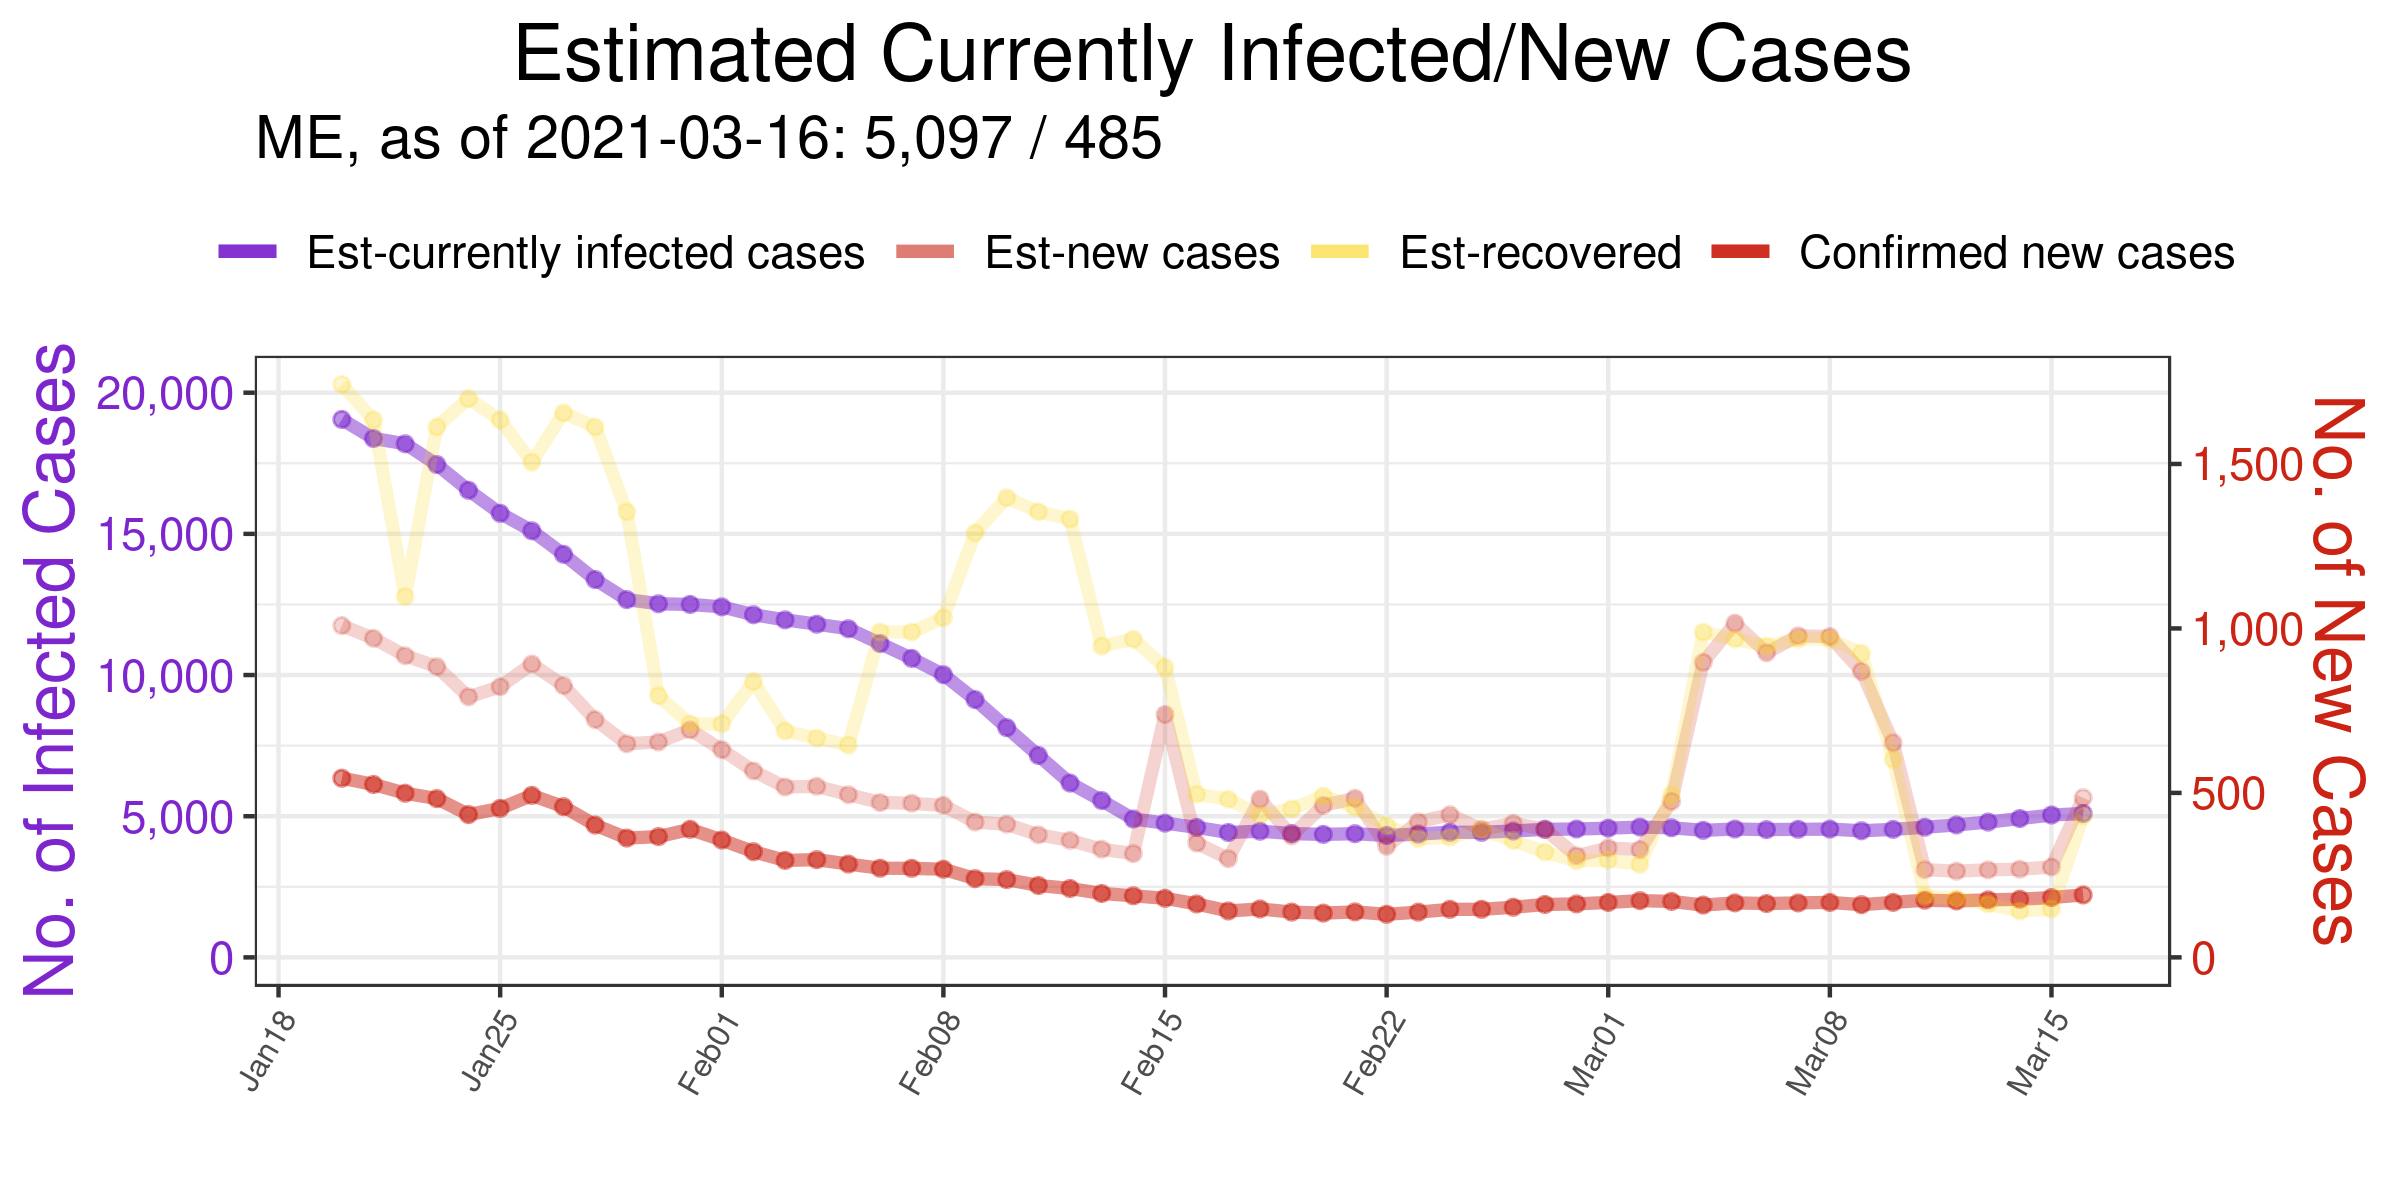 Estimated Currently Infected/New Cases
ME, as of 2021-03-16: 5,097 / 485
Est-currently infected cases Est-new cases Est-recovered Confirmed new cases
No. of Infected Cases
20,000
15,000
10,000
5,000
0
No. of New Cases
1,500
1,000
500
0
Jan18 Jan25 Feb01 Feb08 Feb15 Feb22 Mar01 Mar08 Mar15